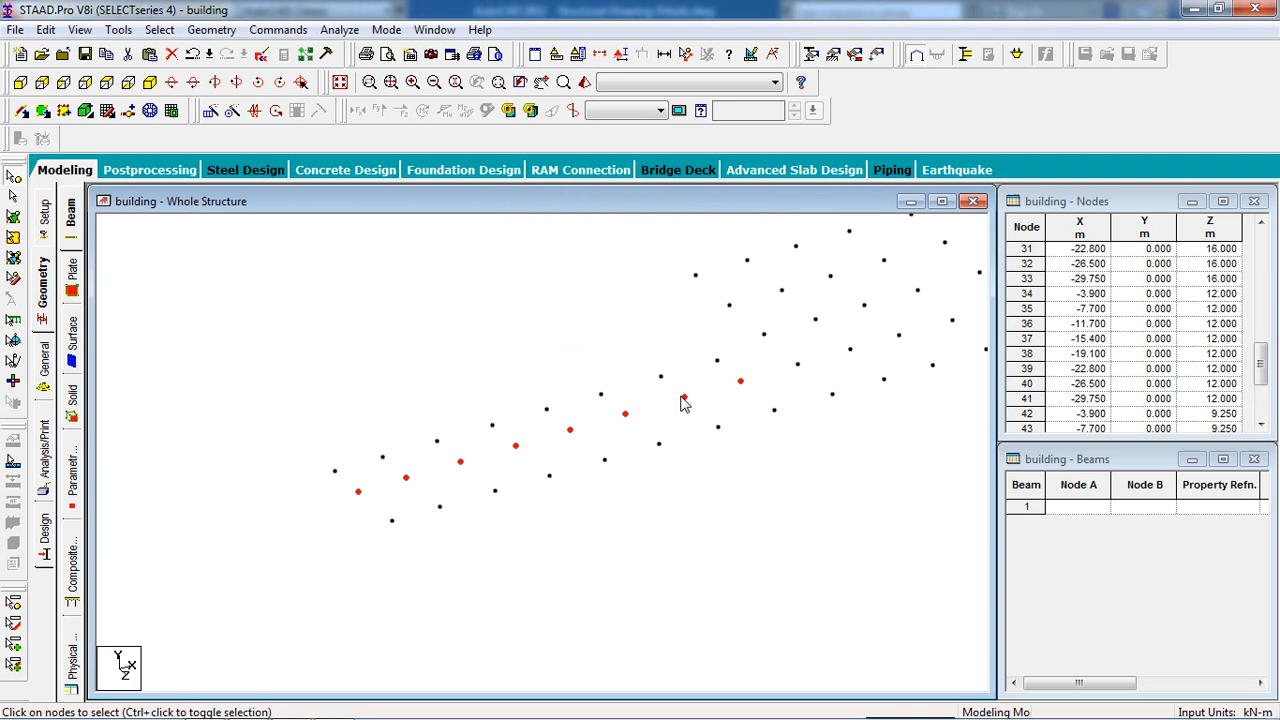 STAAD.Pro V8i (SELECTseries 4) - building
File Edit View Tools Select Geometry Commands Analyze Mode Window Help
Modeling Postprocessing Steel Design Concrete Design Foundation Design RAM Connection Bridge Deck Advanced Slab Design Piping Earthquake
Setup
Geometry
General
Analysis/Print
Design
Beam
Plate
Surface
Solid
Parametr...
Composite...
Physical ...
building - Whole Structure
Y
X
Z
building - Nodes
Node X m Y m Z m
31 -22.800 0.000 16.000
32 -26.500 0.000 16.000
33 -29.750 0.000 16.000
34 -3.900 0.000 12.000
35 -7.700 0.000 12.000
36 -11.700 0.000 12.000
37 -15.400 0.000 12.000
38 -19.100 0.000 12.000
39 -22.800 0.000 12.000
40 -26.500 0.000 12.000
41 -29.750 0.000 12.000
42 -3.900 0.000 9.250
43 -7.700 0.000 9.250
building - Beams
Beam Node A Node B Property Refn.
1
Click on nodes to select (Ctrl+click to toggle selection)
Modeling Mo
Input Units: kN-m